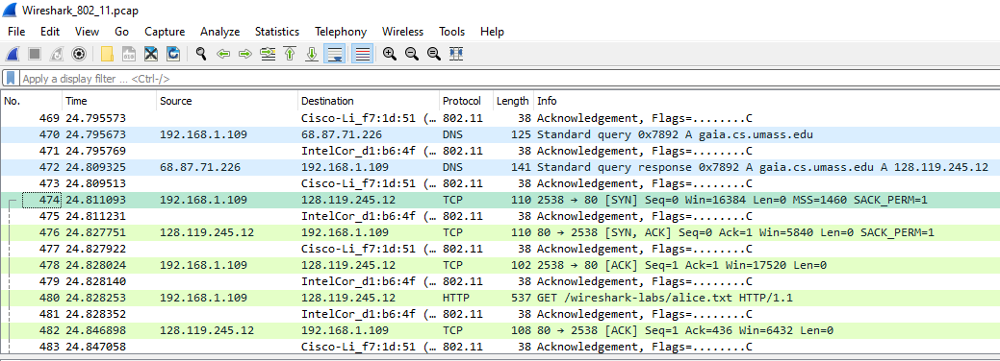 Wireshark_802_11.pcap
File Edit View Go Capture Analyze Statistics Telephony Wireless Tools Help
Apply a display filter ... <Ctrl-/>
No. Time Source Destination Protocol Length Info
469 24.795573 Cisco-Li_f7:1d:51 (… 802.11 38 Acknowledgement, Flags=........C
470 24.795673 192.168.1.109 68.87.71.226 DNS 125 Standard query 0x7892 A gaia.cs.umass.edu
471 24.795769 IntelCor_d1:b6:4f (… 802.11 38 Acknowledgement, Flags=........C
472 24.809325 68.87.71.226 192.168.1.109 DNS 141 Standard query response 0x7892 A gaia.cs.umass.edu A 128.119.245.12
473 24.809513 Cisco-Li_f7:1d:51 (… 802.11 38 Acknowledgement, Flags=........C
474 24.811093 192.168.1.109 128.119.245.12 TCP 110 2538 → 80 [SYN] Seq=0 Win=16384 Len=0 MSS=1460 SACK_PERM=1
475 24.811231 IntelCor_d1:b6:4f (… 802.11 38 Acknowledgement, Flags=........C
476 24.827751 128.119.245.12 192.168.1.109 TCP 110 80 → 2538 [SYN, ACK] Seq=0 Ack=1 Win=5840 Len=0 SACK_PERM=1
477 24.827922 Cisco-Li_f7:1d:51 (… 802.11 38 Acknowledgement, Flags=........C
478 24.828024 192.168.1.109 128.119.245.12 TCP 102 2538 → 80 [ACK] Seq=1 Ack=1 Win=17520 Len=0
479 24.828140 IntelCor_d1:b6:4f (… 802.11 38 Acknowledgement, Flags=........C
480 24.828253 192.168.1.109 128.119.245.12 HTTP 537 GET /wireshark-labs/alice.txt HTTP/1.1
481 24.828352 IntelCor_d1:b6:4f (… 802.11 38 Acknowledgement, Flags=........C
482 24.846898 128.119.245.12 192.168.1.109 TCP 108 80 → 2538 [ACK] Seq=1 Ack=436 Win=6432 Len=0
483 24.847058 Cisco-Li_f7:1d:51 (… 802.11 38 Acknowledgement, Flags=........C